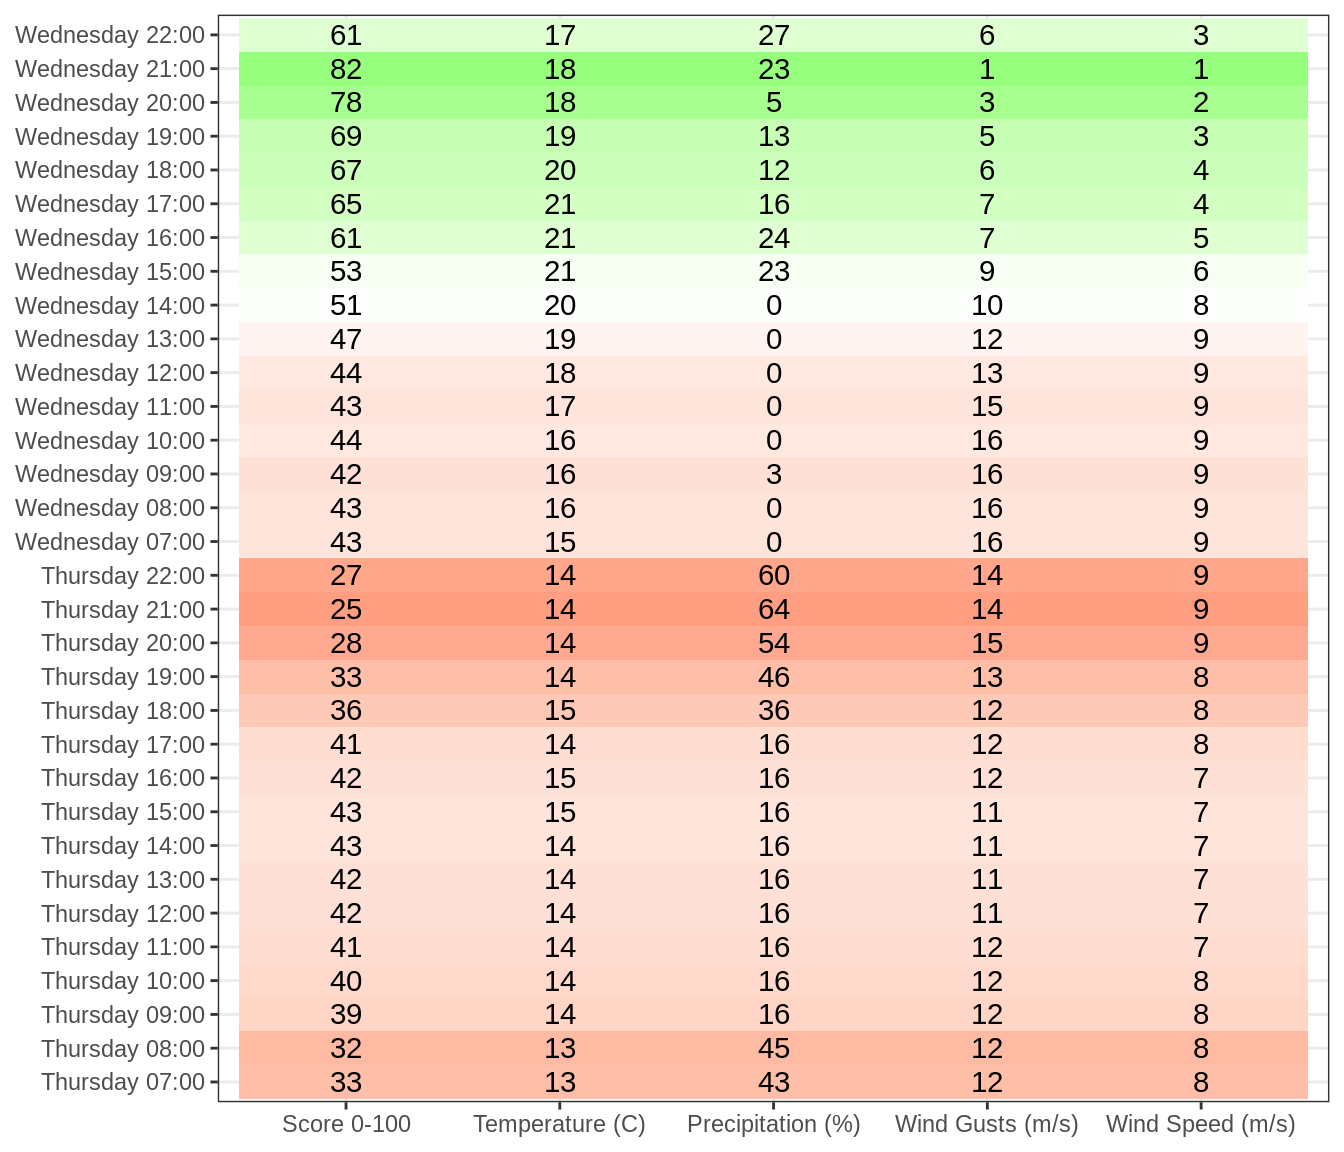 Wednesday 22:00 61 17 27 6 3
Wednesday 21:00 82 18 23 1 1
Wednesday 20:00 78 18 5 3 2
Wednesday 19:00 69 19 13 5 3
Wednesday 18:00 67 20 12 6 4
Wednesday 17:00 65 21 16 7 4
Wednesday 16:00 61 21 24 7 5
Wednesday 15:00 53 21 23 9 6
Wednesday 14:00 51 20 0 10 8
Wednesday 13:00 47 19 0 12 9
Wednesday 12:00 44 18 0 13 9
Wednesday 11:00 43 17 0 15 9
Wednesday 10:00 44 16 0 16 9
Wednesday 09:00 42 16 3 16 9
Wednesday 08:00 43 16 0 16 9
Wednesday 07:00 43 15 0 16 9
Thursday 22:00 27 14 60 14 9
Thursday 21:00 25 14 64 14 9
Thursday 20:00 28 14 54 15 9
Thursday 19:00 33 14 46 13 8
Thursday 18:00 36 15 36 12 8
Thursday 17:00 41 14 16 12 8
Thursday 16:00 42 15 16 12 7
Thursday 15:00 43 15 16 11 7
Thursday 14:00 43 14 16 11 7
Thursday 13:00 42 14 16 11 7
Thursday 12:00 42 14 16 11 7
Thursday 11:00 41 14 16 12 7
Thursday 10:00 40 14 16 12 8
Thursday 09:00 39 14 16 12 8
Thursday 08:00 32 13 45 12 8
Thursday 07:00 33 13 43 12 8
Score 0-100 Temperature (C) Precipitation (%) Wind Gusts (m/s) Wind Speed (m/s)